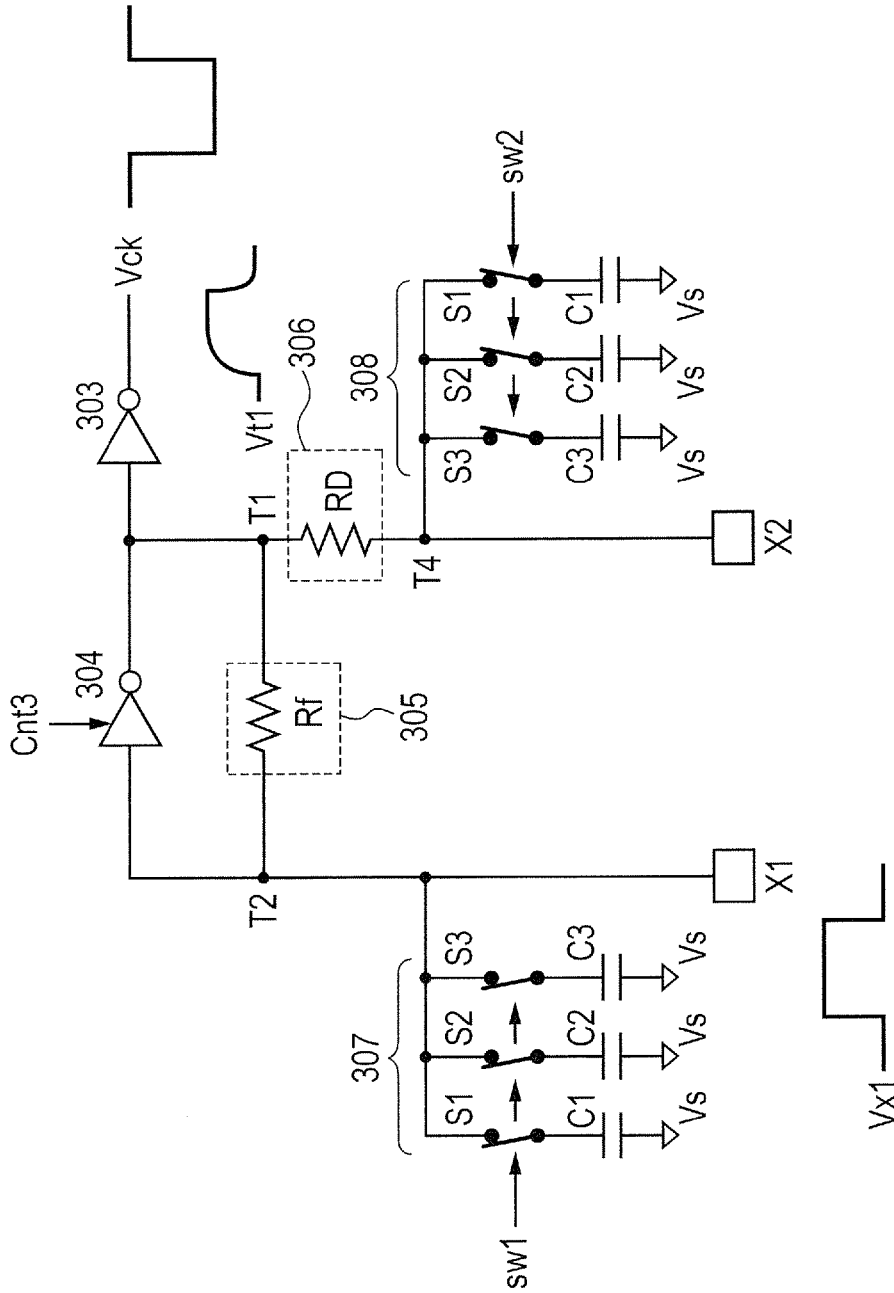 Vck
303
Cnt3
304
Vt1
T1
306
RD
Rf
305
T2
T4
308
S3 S2 S1
sw2
C3 C2 C1
Vs Vs Vs
X2
307
S1 S2 S3
sw1
C1 C2 C3
Vs Vs Vs
X1
Vx1